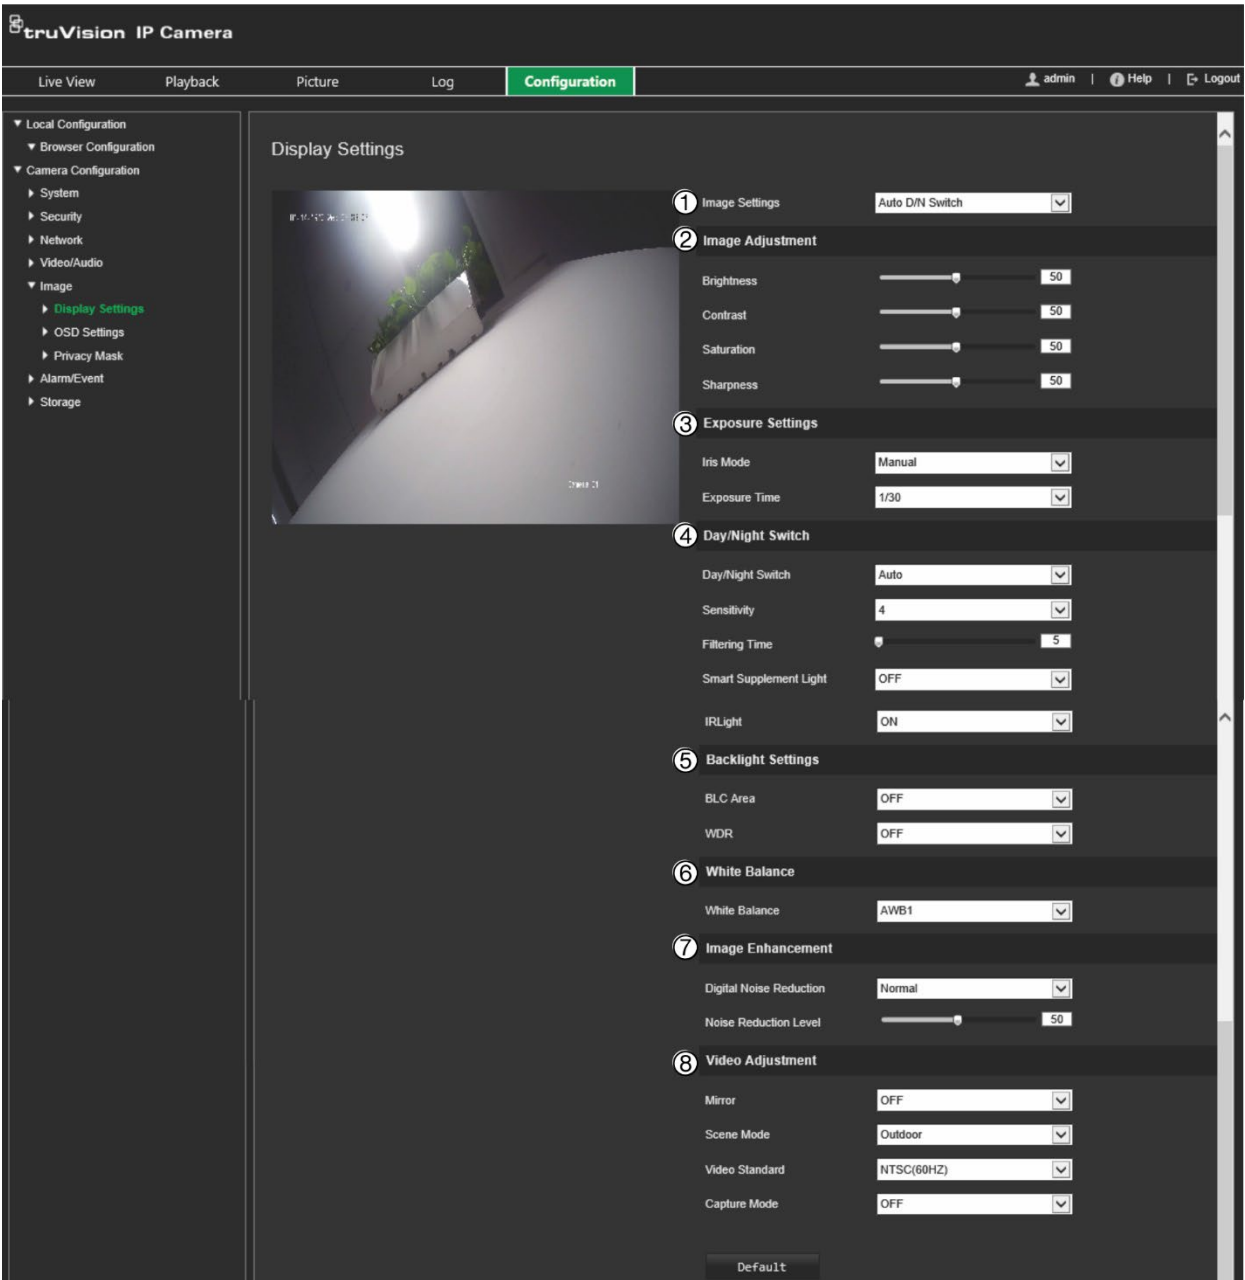 truVision IP Camera
Live View Playback Picture Log Configuration admin | Help | Logout
Local Configuration
Browser Configuration
Camera Configuration
System
Security
Network
Video/Audio
Image
Display Settings
OSD Settings
Privacy Mask
Alarm/Event
Storage
Display Settings
1 Image Settings Auto D/N Switch
2 Image Adjustment
Brightness 50
Contrast 50
Saturation 50
Sharpness 50
3 Exposure Settings
Iris Mode Manual
Exposure Time 1/30
4 Day/Night Switch
Day/Night Switch Auto
Sensitivity 4
Filtering Time 5
Smart Supplement Light OFF
IRLight ON
5 Backlight Settings
BLC Area OFF
WDR OFF
6 White Balance
White Balance AWB1
7 Image Enhancement
Digital Noise Reduction Normal
Noise Reduction Level 50
8 Video Adjustment
Mirror OFF
Scene Mode Outdoor
Video Standard NTSC(60HZ)
Capture Mode OFF
Default